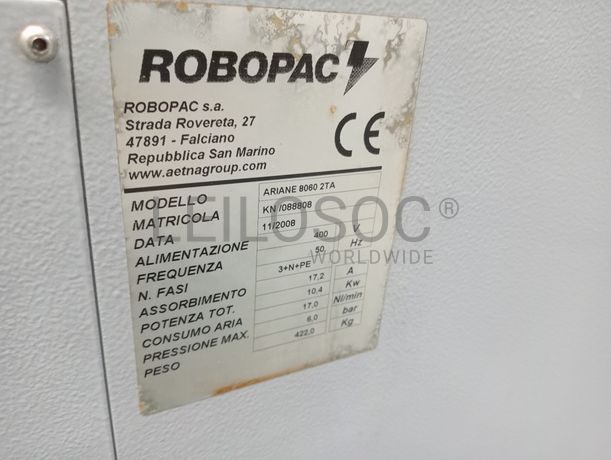 ROBOPAC
ROBOPAC s.a.
Strada Rovereta, 27
47891 - Falciano
Repubblica San Marino
www.aetnagroup.com
CE
MODELLO ARIANE 8060 2TA
MATRICOLA KN /088808
DATA 11/2008
ALIMENTAZIONE 400 V
FREQUENZA 50 Hz
N. FASI 3+N+PE
ASSORBIMENTO 17,2 A
POTENZA TOT. 10,4 Kw
CONSUMO ARIA 17,0 Nl/min
PRESSIONE MAX. 6,0 bar
PESO 422,0 Kg
LEILOSOC®
WORLDWIDE